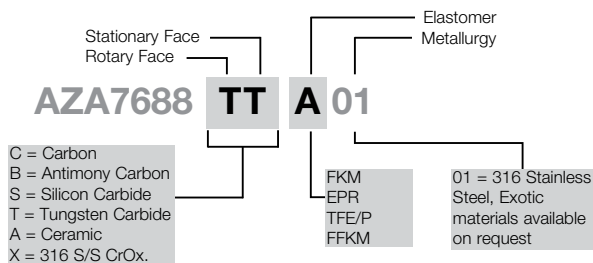 Elastomer
Stationary Face
Metallurgy
Rotary Face
AZA7688 TT A 01
C = Carbon
B = Antimony Carbon
S = Silicon Carbide
T = Tungsten Carbide
A = Ceramic
X = 316 S/S CrOx.
FKM
EPR
TFE/P
FFKM
01 = 316 Stainless
Steel, Exotic
materials available
on request